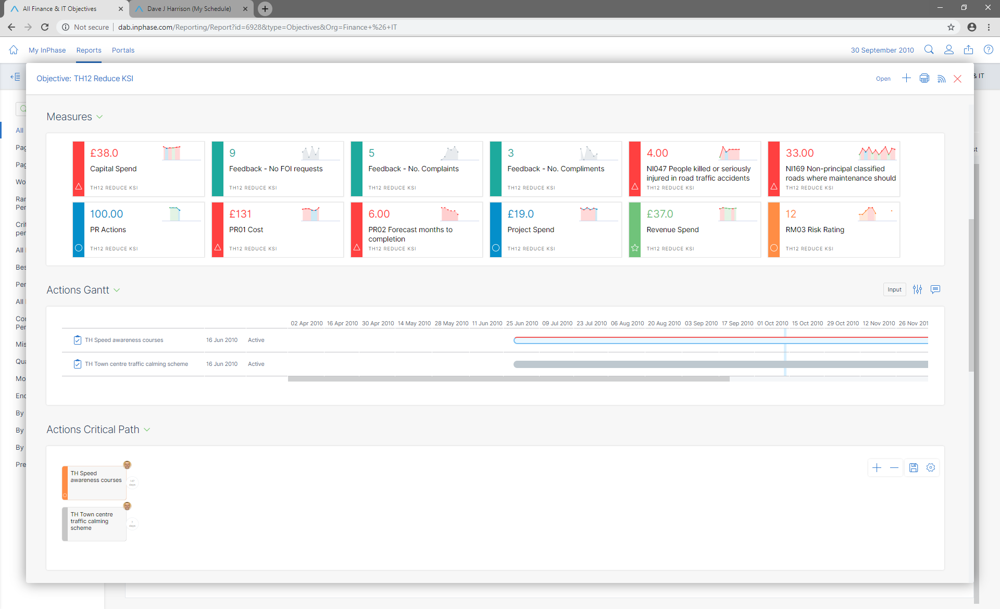 All Finance & IT Objectives
Dave J Harrison (My Schedule)
Not secure
dab.inphase.com/Reporting/Report?id=6928&type=Objectives&Org=Finance+%26+IT
My InPhase
Reports
Portals
30 September 2010
Objective: TH12 Reduce KSI
Open
& IT
Measures
£38.0
Capital Spend
TH12 REDUCE KSI
9
Feedback - No FOI requests
TH12 REDUCE KSI
5
Feedback - No. Complaints
TH12 REDUCE KSI
3
Feedback - No. Compliments
TH12 REDUCE KSI
4.00
NI047 People killed or seriously
injured in road traffic accidents
TH12 REDUCE KSI
33.00
NI169 Non-principal classified
roads where maintenance should
TH12 REDUCE KSI
100.00
PR Actions
TH12 REDUCE KSI
£131
PR01 Cost
TH12 REDUCE KSI
6.00
PR02 Forecast months to
completion
TH12 REDUCE KSI
£19.0
Project Spend
TH12 REDUCE KSI
£37.0
Revenue Spend
TH12 REDUCE KSI
12
RM03 Risk Rating
TH12 REDUCE KSI
All
Pag
Pag
Wo
Ran
Per
Crit
per
All
Bes
Per
All
Cor
Per
Mis
Qua
Mo
Enc
By
By
By
Pre
st
Actions Gantt
Input
02 Apr 2010 16 Apr 2010 30 Apr 2010 14 May 2010 28 May 2010 11 Jun 2010 25 Jun 2010 09 Jul 2010 23 Jul 2010 06 Aug 2010 20 Aug 2010 03 Sep 2010 17 Sep 2010 01 Oct 2010 15 Oct 2010 29 Oct 2010 12 Nov 2010 26 Nov 201
TH Speed awareness courses 16 Jun 2010 Active
TH Town centre traffic calming scheme 16 Jun 2010 Active
Actions Critical Path
TH Speed
awareness courses
147
days
TH Town centre
traffic calming
scheme
days